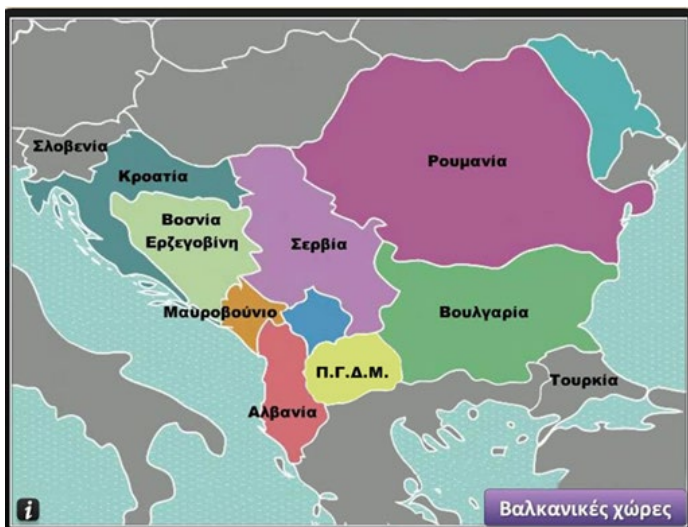 Σλοβενία
Κροατία
Ρουμανία
Βοσνία
Ερζεγοβίνη
Σερβία
Μαυροβούνιο
Βουλγαρία
Π.Γ.Δ.Μ.
Τουρκία
Αλβανία
i
Βαλκανικές χώρες